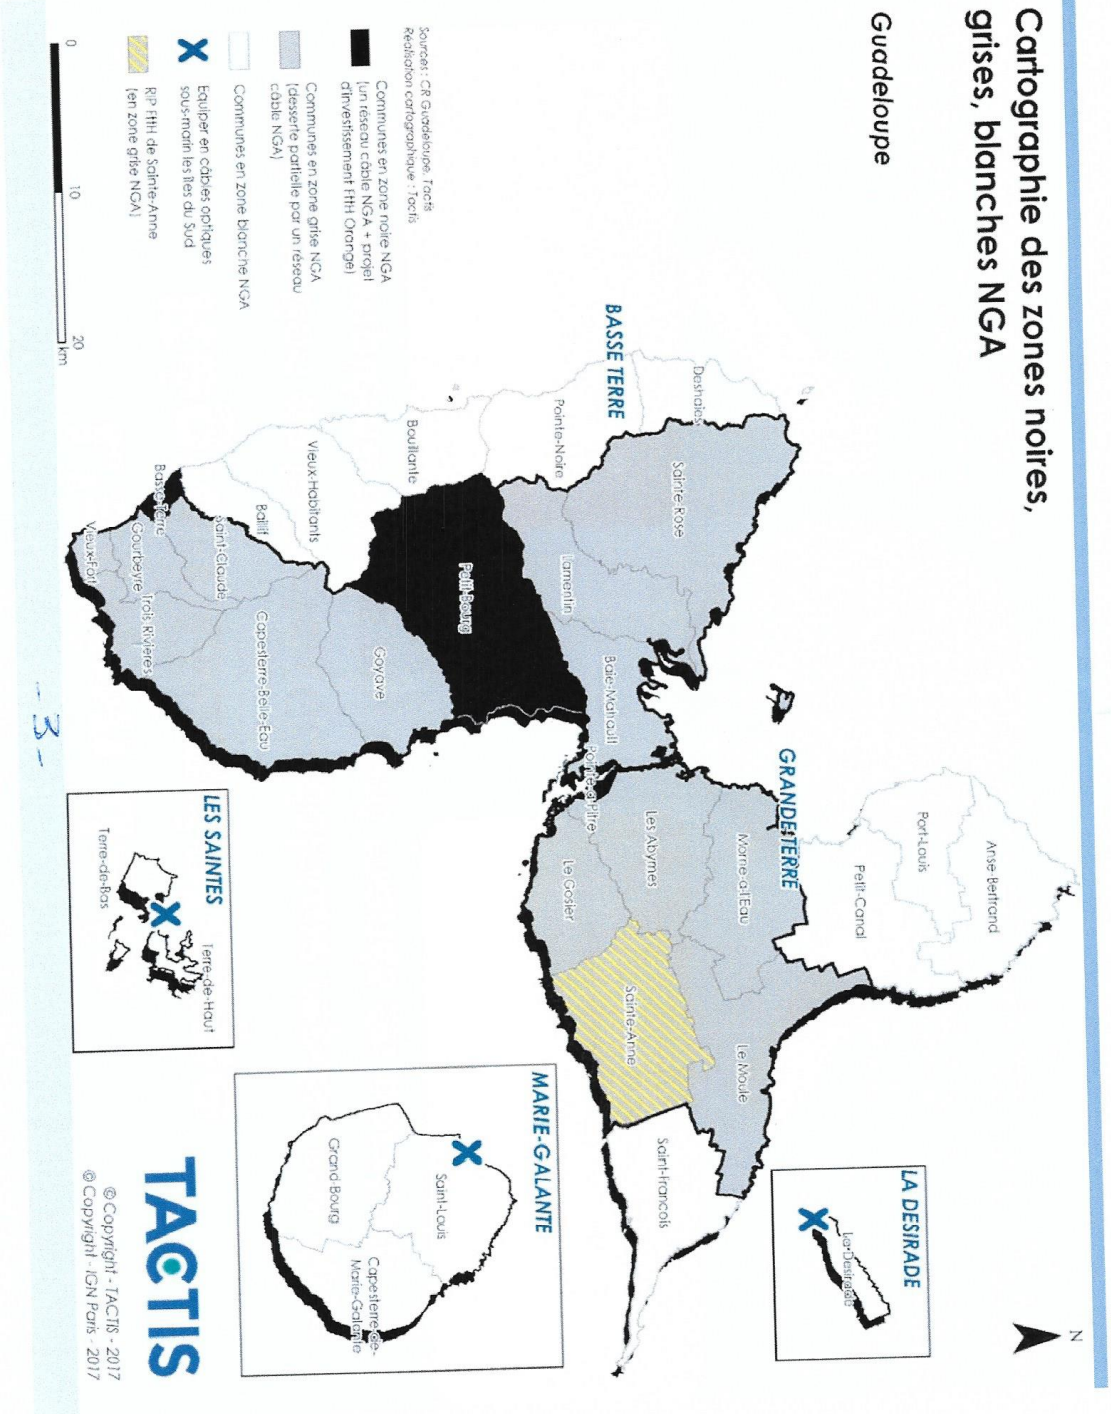 Cartographie des zones noires,
grises, blanches NGA
Guadeloupe
N
BASSE TERRE
Deshaies
Pointe-Noire
Sainte-Rose
Bouillante
Lamentin
Vieux-Habitants
Petit-Bourg
Baie-Mahault
Baillif
Saint-Claude
Goyave
Basse-Terre
Gourbeyre
Trois Rivieres
Vieux-Fort
Capesterre-Belle-Eau
GRANDE TERRE
Anse-Bertrand
Port-Louis
Petit-Canal
Morne-a-l'Eau
Les Abymes
Pointe-a-Pitre
Le Gosier
Sainte-Anne
Le Moule
Saint-Francois
LA DESIRADE
La-Desirade
MARIE-GALANTE
Saint-Louis
Grand-Bourg
Capesterre-de-
Marie-Galante
LES SAINTES
Terre-de-Haut
Terre-de-Bas
Sources : CR Guadeloupe, Tactis
Réalisation cartographique : Tactis
Communes en zone noire NGA
(un réseau câble NGA + projet
d'investissement FttH Orange)
Communes en zone grise NGA
(desserte partielle par un réseau
câble NGA)
Communes en zone blanche NGA
Equiper en câbles optiques
sous-marin les îles du Sud
RIP FttH de Sainte-Anne
(en zone grise NGA)
0 10 20
km
TACTIS
© Copyright - TACTIS - 2017
© Copyright - IGN Paris - 2017
- 3 -